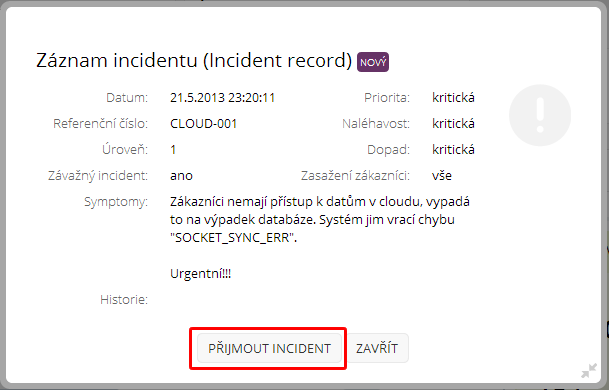 Záznam incidentu (Incident record) NOVÝ
Datum: 21.5.2013 23:20:11 Priorita: kritická
Referenční číslo: CLOUD-001 Naléhavost: kritická
Úroveň: 1 Dopad: kritická
Závažný incident: ano Zasažení zákazníci: vše
Symptomy: Zákazníci nemají přístup k datům v cloudu, vypadá
to na výpadek databáze. Systém jim vrací chybu
"SOCKET_SYNC_ERR".
Urgentní!!!
Historie:
PŘIJMOUT INCIDENT ZAVŘÍT